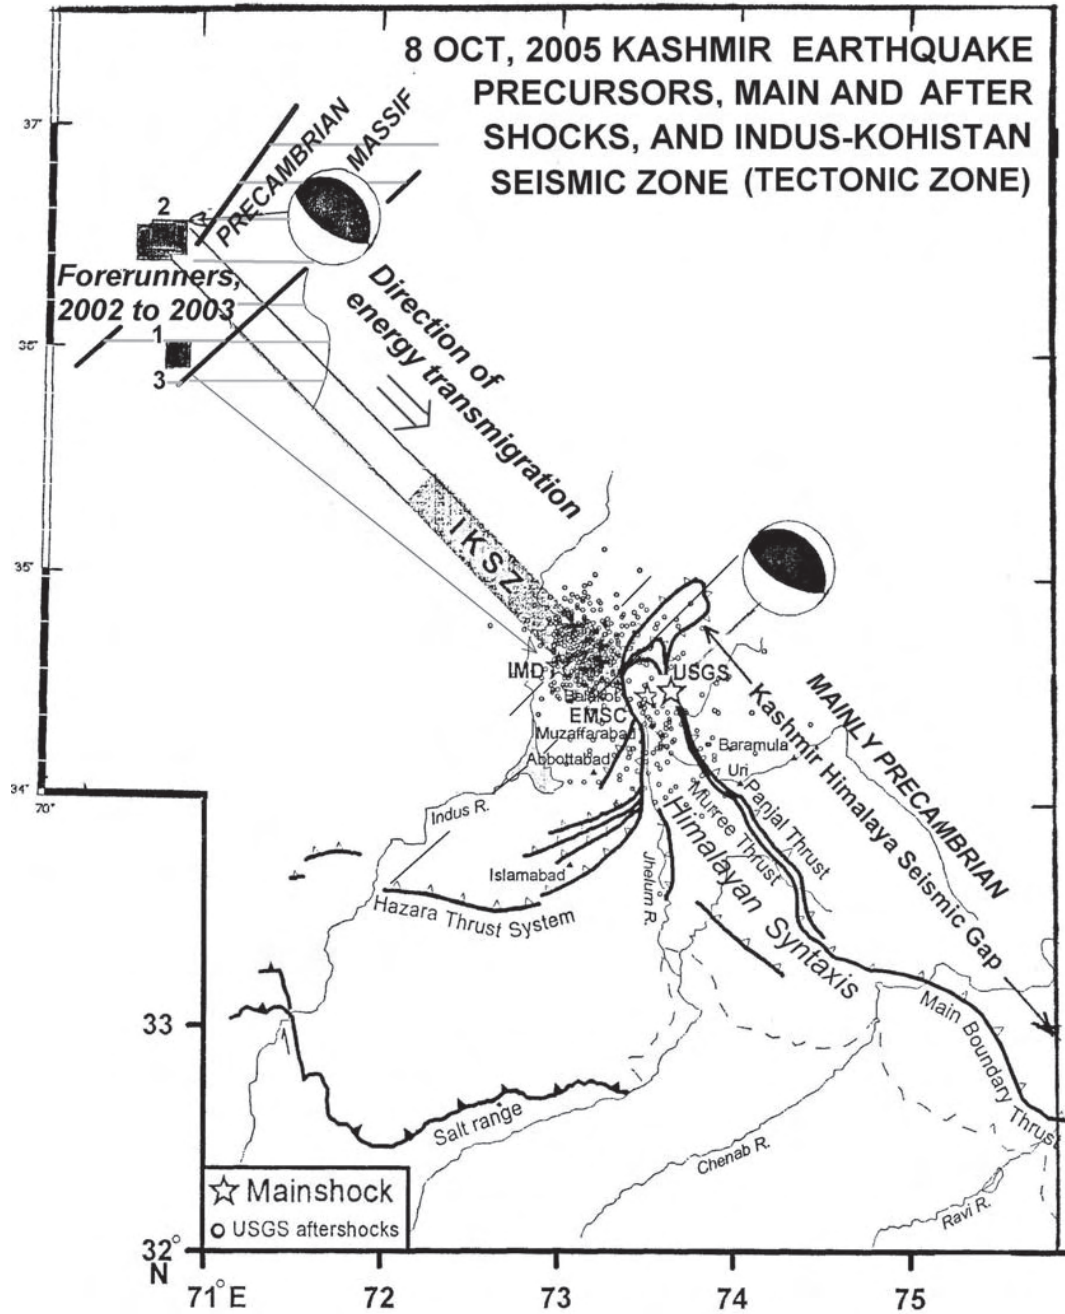 8 OCT, 2005 KASHMIR EARTHQUAKE
PRECURSORS, MAIN AND AFTER
SHOCKS, AND INDUS-KOHISTAN
SEISMIC ZONE (TECTONIC ZONE)
37°
PRECAMBRIAN
MASSIF
2
Forerunners,
2002 to 2003
1
36°
3
Direction of
energy transmigration
IKSZ
35°
IMD
USGS
Balakot
EMSC
Muzaffarabad
Abbottabad
Baramula
Uri
MAINLY PRECAMBRIAN
Kashmir Himalaya Seismic Gap
34°
70°
Indus R.
Panjal Thrust
Murree Thrust
Himalayan Syntaxis
Islamabad
Jhelum R.
Hazara Thrust System
33
Main Boundary Thrust
Salt range
Chenab R.
Ravi R.
Mainshock
USGS aftershocks
32°
N
71°E
72
73
74
75